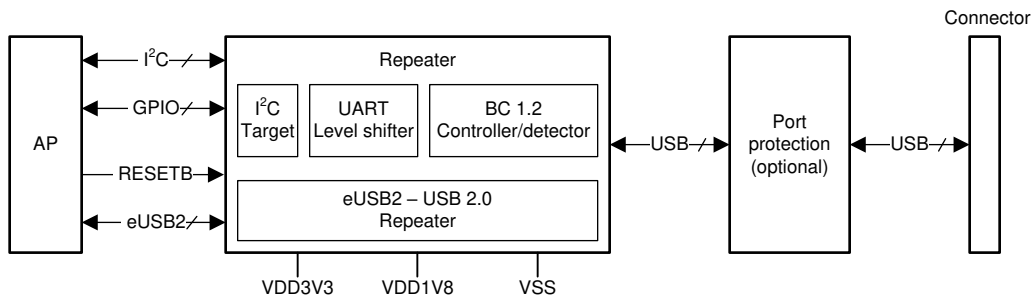 Connector
AP
I²C
GPIO
RESETB
eUSB2
Repeater
I²C
Target
UART
Level shifter
BC 1.2
Controller/detector
eUSB2 – USB 2.0
Repeater
VDD3V3
VDD1V8
VSS
USB
Port
protection
(optional)
USB